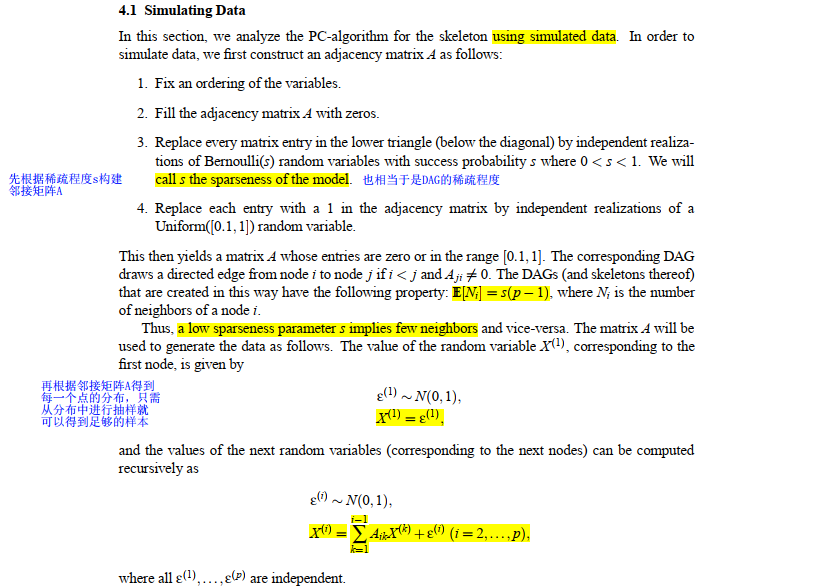 4.1 Simulating Data
In this section, we analyze the PC-algorithm for the skeleton using simulated data. In order to
simulate data, we first construct an adjacency matrix A as follows:
1. Fix an ordering of the variables.
2. Fill the adjacency matrix A with zeros.
3. Replace every matrix entry in the lower triangle (below the diagonal) by independent realiza-
tions of Bernoulli(s) random variables with success probability s where 0 < s < 1. We will
call s the sparseness of the model. 也相当于是DAG的稀疏程度
先根据稀疏程度s构建
邻接矩阵A
4. Replace each entry with a 1 in the adjacency matrix by independent realizations of a
Uniform([0.1,1]) random variable.
This then yields a matrix A whose entries are zero or in the range [0.1,1]. The corresponding DAG
draws a directed edge from node i to node j if i < j and A_{ji} ≠ 0. The DAGs (and skeletons thereof)
that are created in this way have the following property: 𝔼[N_i] = s(p − 1), where N_i is the number
of neighbors of a node i.
Thus, a low sparseness parameter s implies few neighbors and vice-versa. The matrix A will be
used to generate the data as follows. The value of the random variable X^{(1)}, corresponding to the
first node, is given by
再根据邻接矩阵A得到
每一个点的分布，只需
从分布中进行抽样就
可以得到足够的样本
ε^{(1)} ∼ N(0,1),
X^{(1)} = ε^{(1)},
and the values of the next random variables (corresponding to the next nodes) can be computed
recursively as
ε^{(i)} ∼ N(0,1),
X^{(i)} = ∑_{k=1}^{i−1} A_{ik}X^{(k)} + ε^{(i)} (i = 2,...,p),
where all ε^{(1)},...,ε^{(p)} are independent.